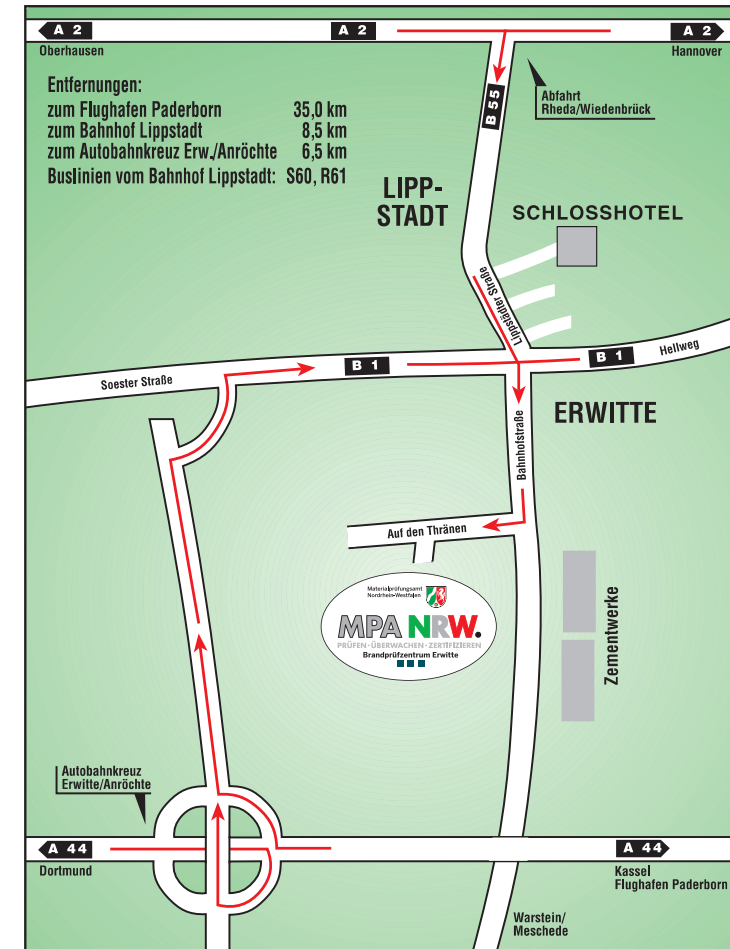 A 2
A 2
A 2
Oberhausen
Hannover
Entfernungen:
zum Flughafen Paderborn 35,0 km
zum Bahnhof Lippstadt 8,5 km
zum Autobahnkreuz Erw./Anröchte 6,5 km
Buslinien vom Bahnhof Lippstadt: S60, R61
B 55
Abfahrt
Rheda/Wiedenbrück
LIPP-
STADT
SCHLOSSHOTEL
Lippstädter Straße
Soester Straße
B 1
B 1
Hellweg
ERWITTE
Bahnhofstraße
Auf den Thränen
Materialprüfungsamt
Nordrhein-Westfalen
MPA NRW.
PRÜFEN·ÜBERWACHEN·ZERTIFIZIEREN
Brandprüfzentrum Erwitte
Zementwerke
Autobahnkreuz
Erwitte/Anröchte
A 44
A 44
Dortmund
Kassel
Flughafen Paderborn
Warstein/
Meschede